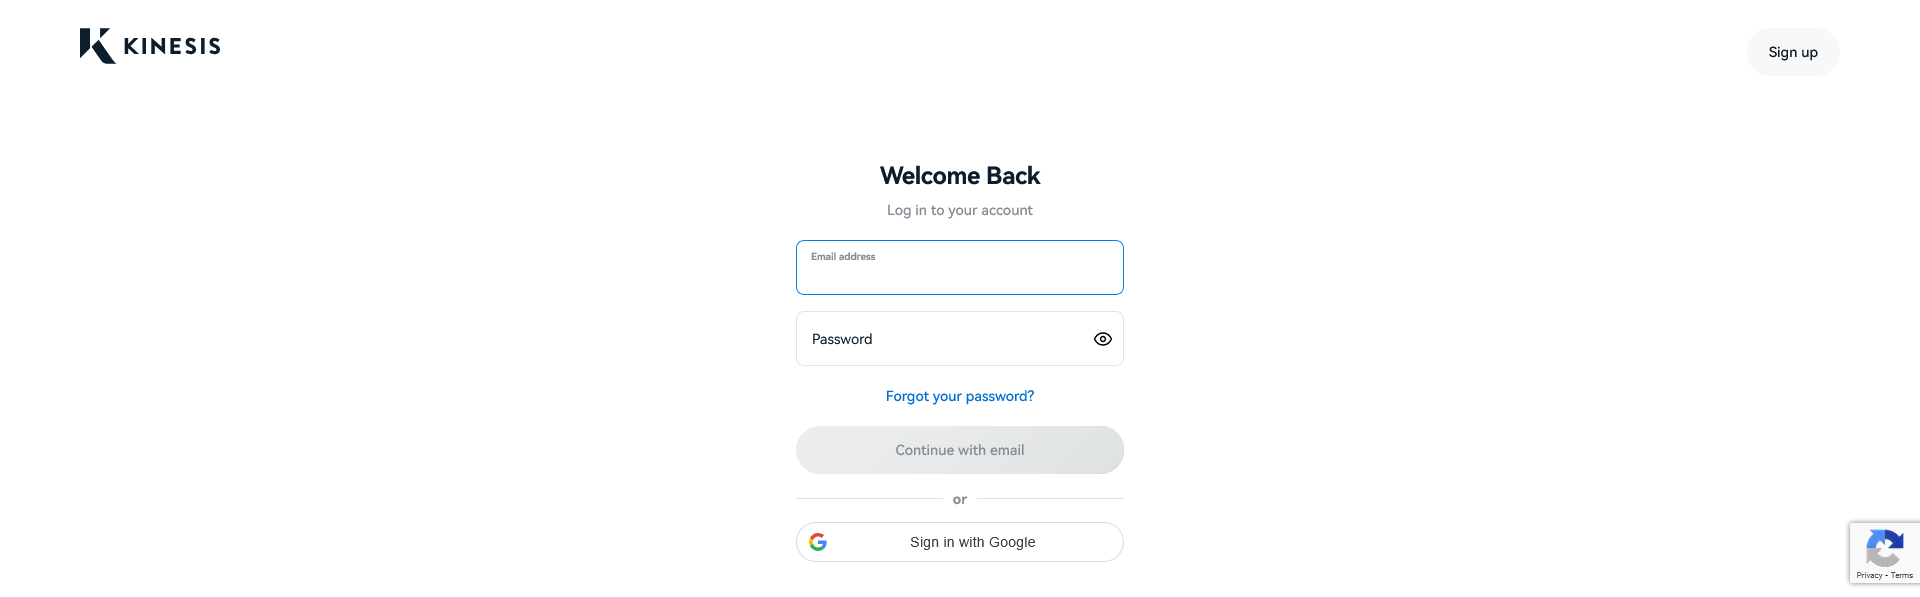 KINESIS
Sign up
Welcome Back
Log in to your account
Email address
Password
Forgot your password?
Continue with email
or
Sign in with Google
Privacy - Terms